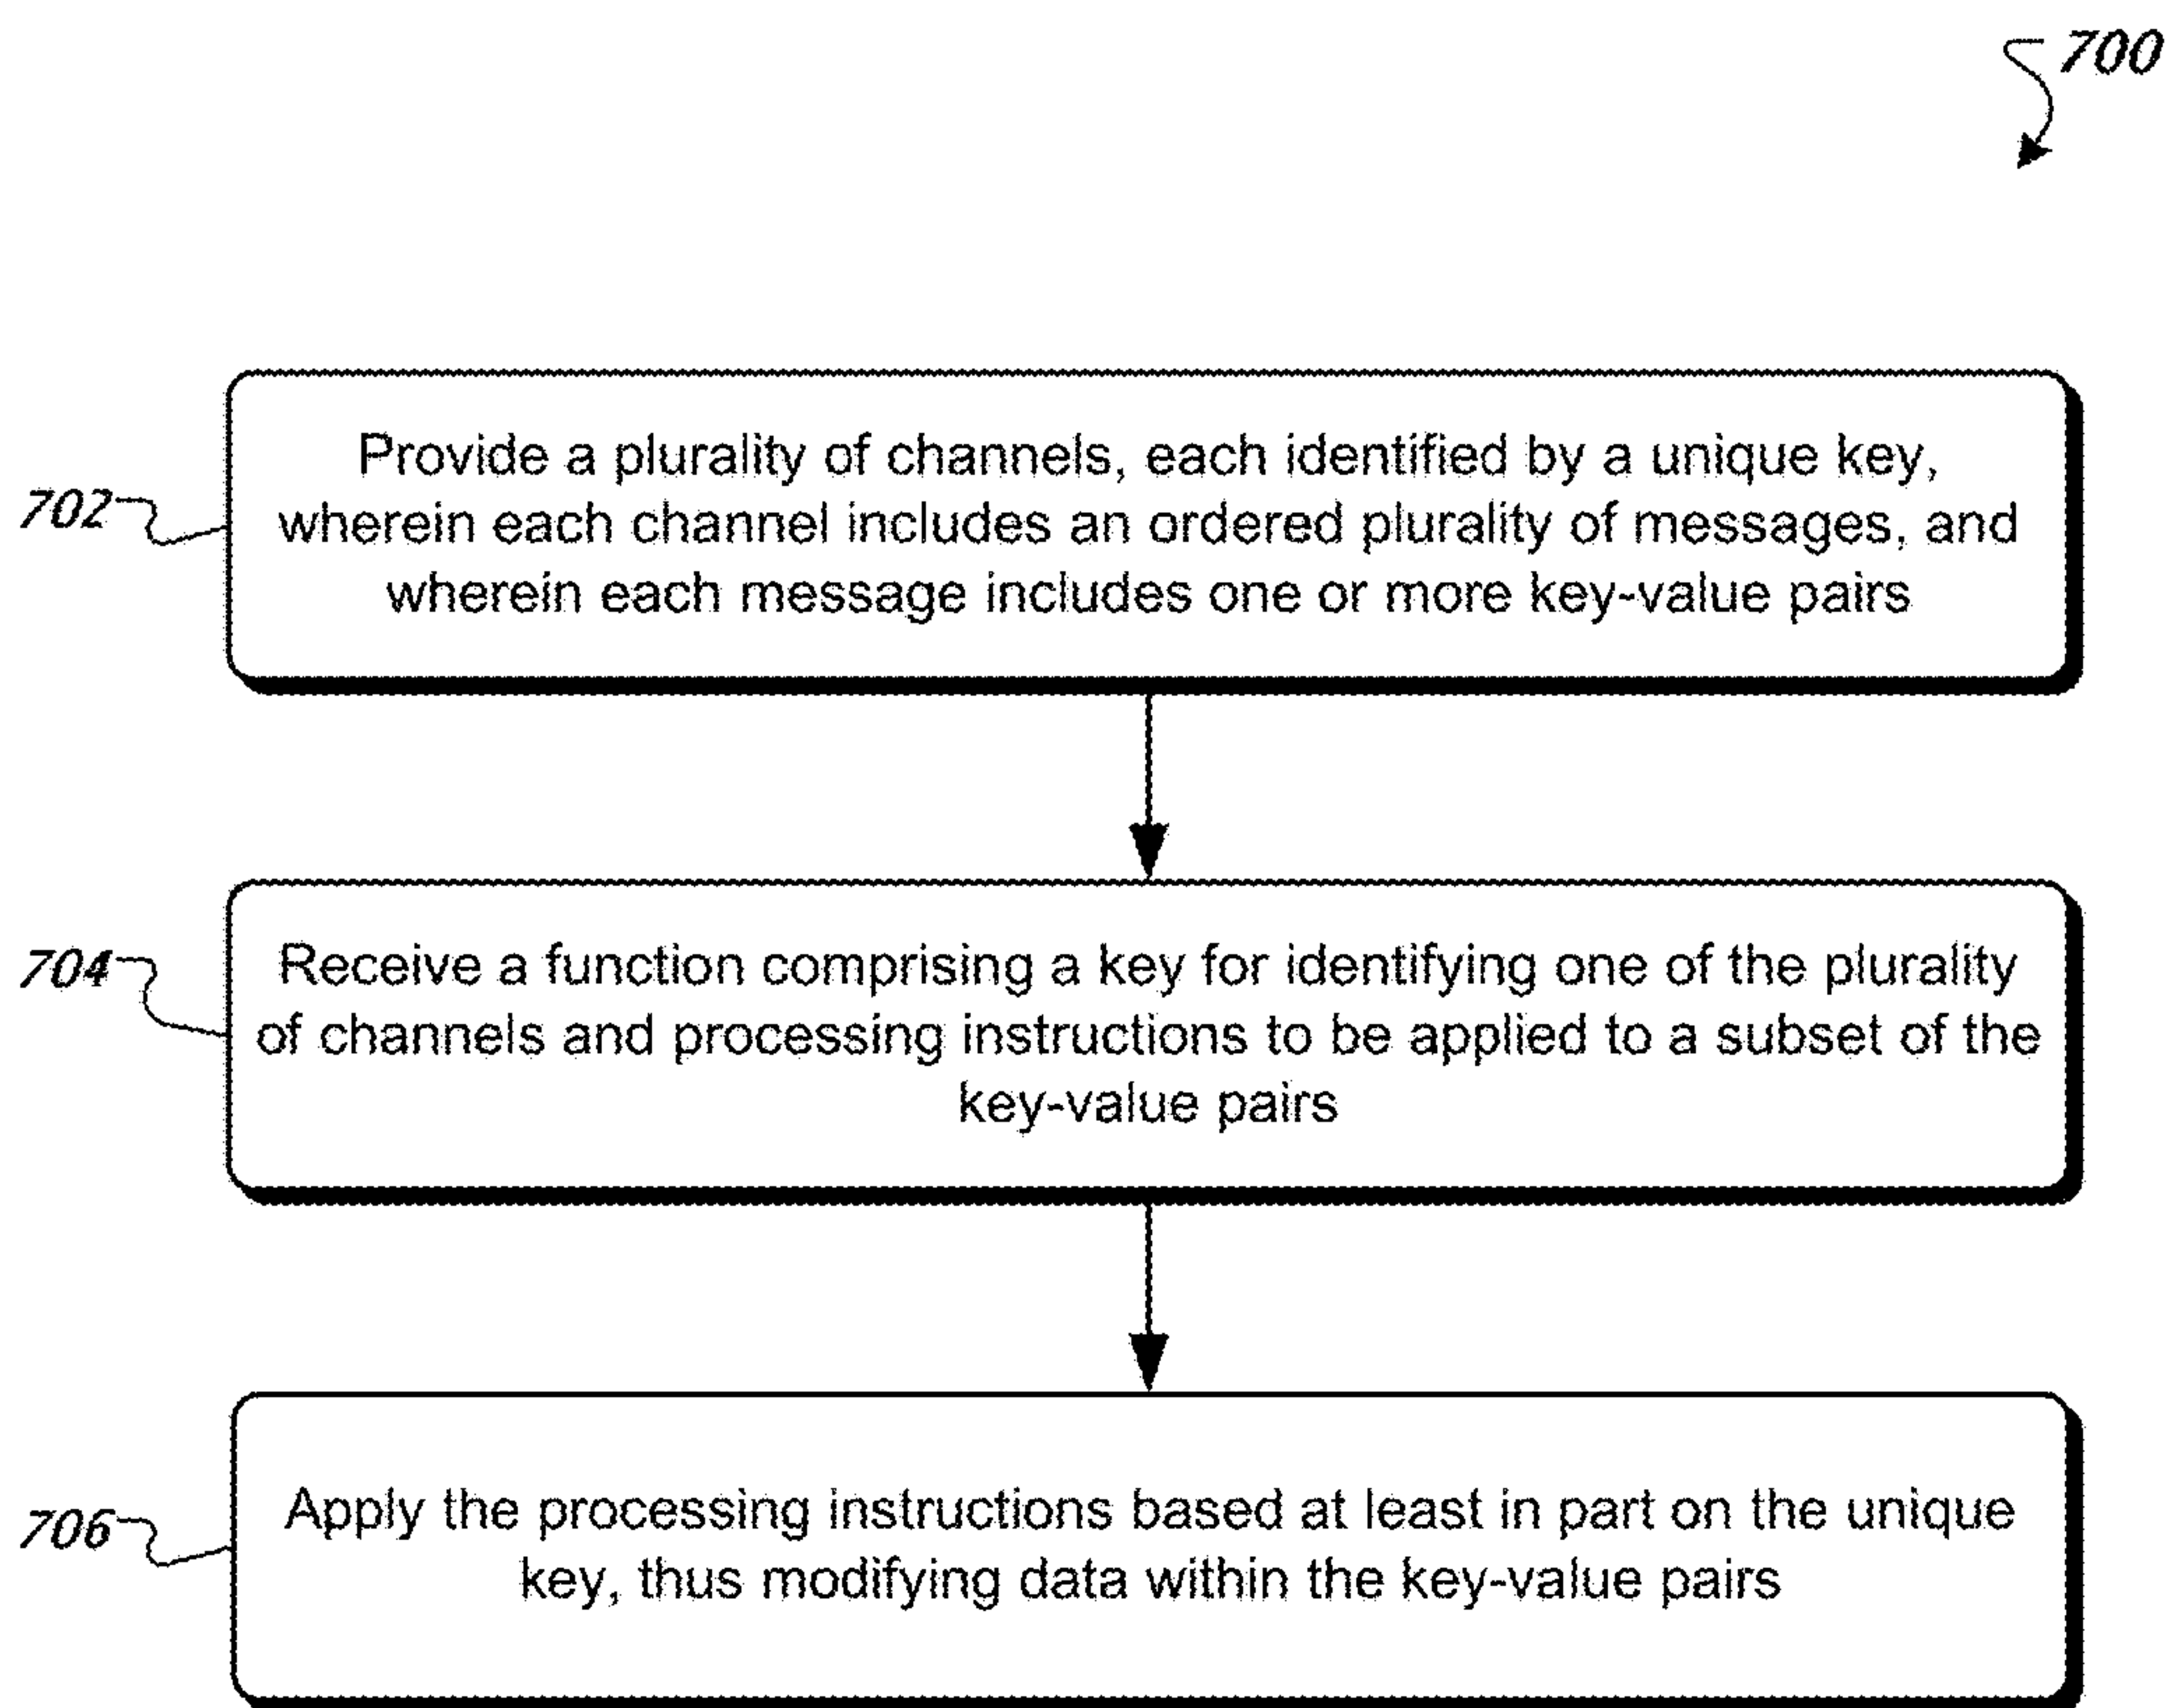 700
702
Provide a plurality of channels, each identified by a unique key,
wherein each channel includes an ordered plurality of messages, and
wherein each message includes one or more key-value pairs
704
Receive a function comprising a key for identifying one of the plurality
of channels and processing instructions to be applied to a subset of the
key-value pairs
706
Apply the processing instructions based at least in part on the unique
key, thus modifying data within the key-value pairs